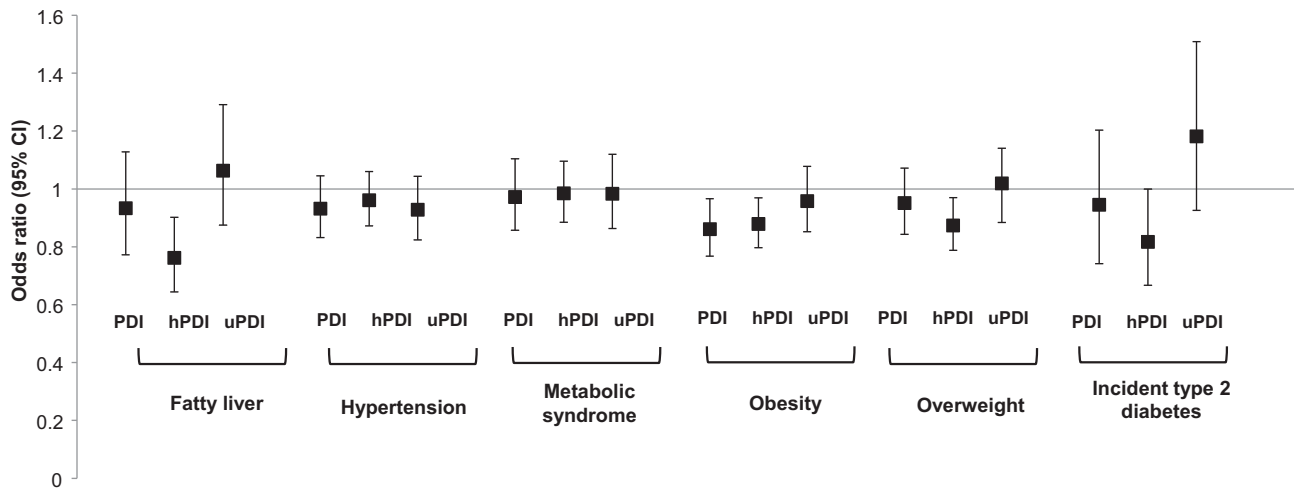 1.6
1.4
1.2
1
0.8
0.6
0.4
0.2
0
Odds ratio (95% CI)
PDI hPDI uPDI
PDI hPDI uPDI
PDI hPDI uPDI
PDI hPDI uPDI
PDI hPDI uPDI
PDI hPDI uPDI
Fatty liver
Hypertension
Metabolic
syndrome
Obesity
Overweight
Incident type 2
diabetes